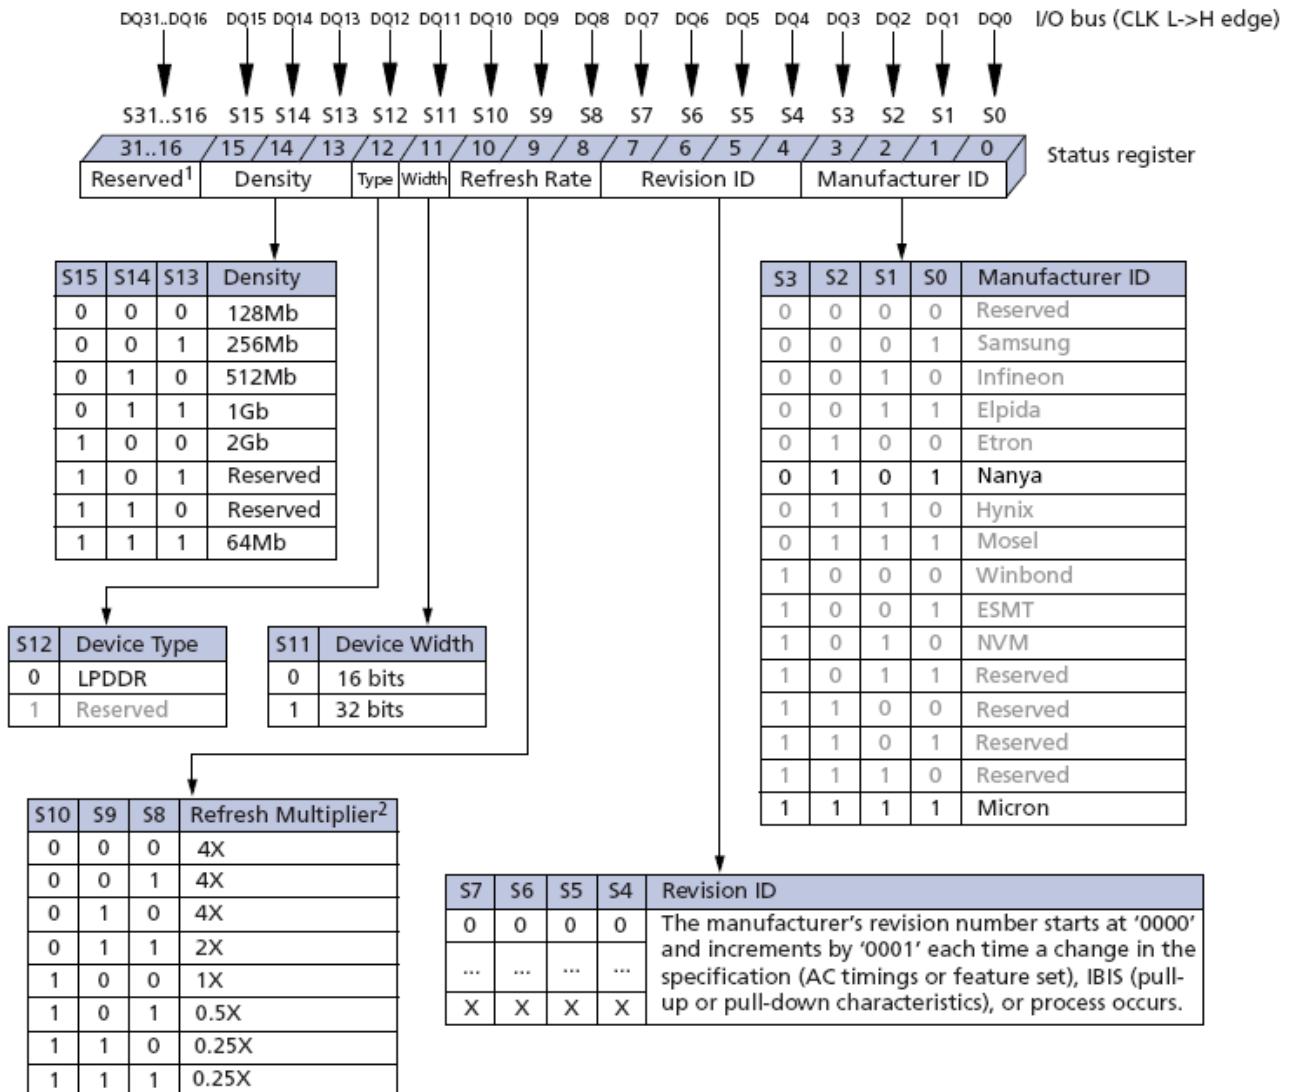 DQ31..DQ16 DQ15 DQ14 DQ13 DQ12 DQ11 DQ10 DQ9 DQ8 DQ7 DQ6 DQ5 DQ4 DQ3 DQ2 DQ1 DQ0 I/O bus (CLK L->H edge)
S31..S16 S15 S14 S13 S12 S11 S10 S9 S8 S7 S6 S5 S4 S3 S2 S1 S0
31..16 15 14 13 12 11 10 9 8 7 6 5 4 3 2 1 0 Status register
Reserved1 Density Type Width Refresh Rate Revision ID Manufacturer ID
S15 S14 S13 Density
0 0 0 128Mb
0 0 1 256Mb
0 1 0 512Mb
0 1 1 1Gb
1 0 0 2Gb
1 0 1 Reserved
1 1 0 Reserved
1 1 1 64Mb
S3 S2 S1 S0 Manufacturer ID
0 0 0 0 Reserved
0 0 0 1 Samsung
0 0 1 0 Infineon
0 0 1 1 Elpida
0 1 0 0 Etron
0 1 0 1 Nanya
0 1 1 0 Hynix
0 1 1 1 Mosel
1 0 0 0 Winbond
1 0 0 1 ESMT
1 0 1 0 NVM
1 0 1 1 Reserved
1 1 0 0 Reserved
1 1 0 1 Reserved
1 1 1 0 Reserved
1 1 1 1 Micron
S12 Device Type
0 LPDDR
1 Reserved
S11 Device Width
0 16 bits
1 32 bits
S10 S9 S8 Refresh Multiplier2
0 0 0 4X
0 0 1 4X
0 1 0 4X
0 1 1 2X
1 0 0 1X
1 0 1 0.5X
1 1 0 0.25X
1 1 1 0.25X
S7 S6 S5 S4 Revision ID
0 0 0 0 The manufacturer's revision number starts at '0000'
and increments by '0001' each time a change in the
... ... ... ... specification (AC timings or feature set), IBIS (pull-
X X X X up or pull-down characteristics), or process occurs.